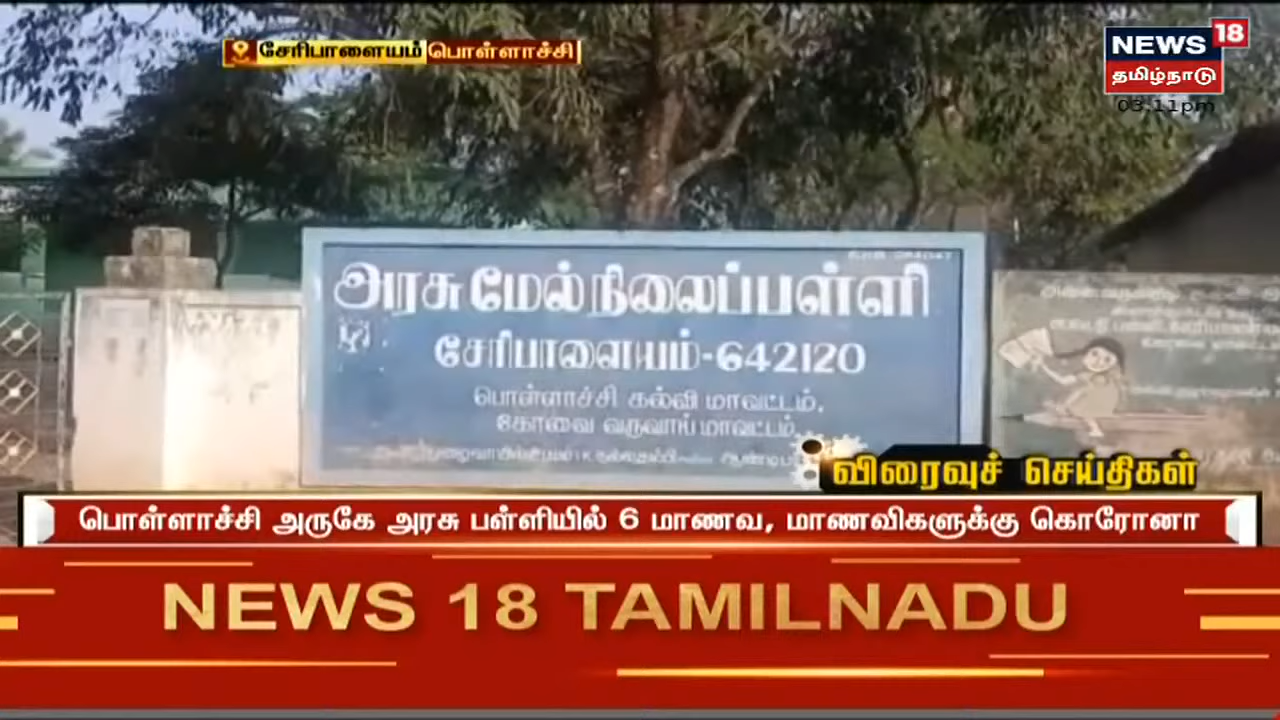 சேரிபாளையம் பொள்ளாச்சி
NEWS 18
தமிழ்நாடு
03.11pm
அரசு மேல்நிலைப்பள்ளி
சேரிபாளையம்-642120
பொள்ளாச்சி கல்வி மாவட்டம்,
கோவை வருவாய் மாவட்டம்
விரைவுச் செய்திகள்
பொள்ளாச்சி அருகே அரசு பள்ளியில் 6 மாணவ, மாணவிகளுக்கு கொரோனா
NEWS 18 TAMILNADU